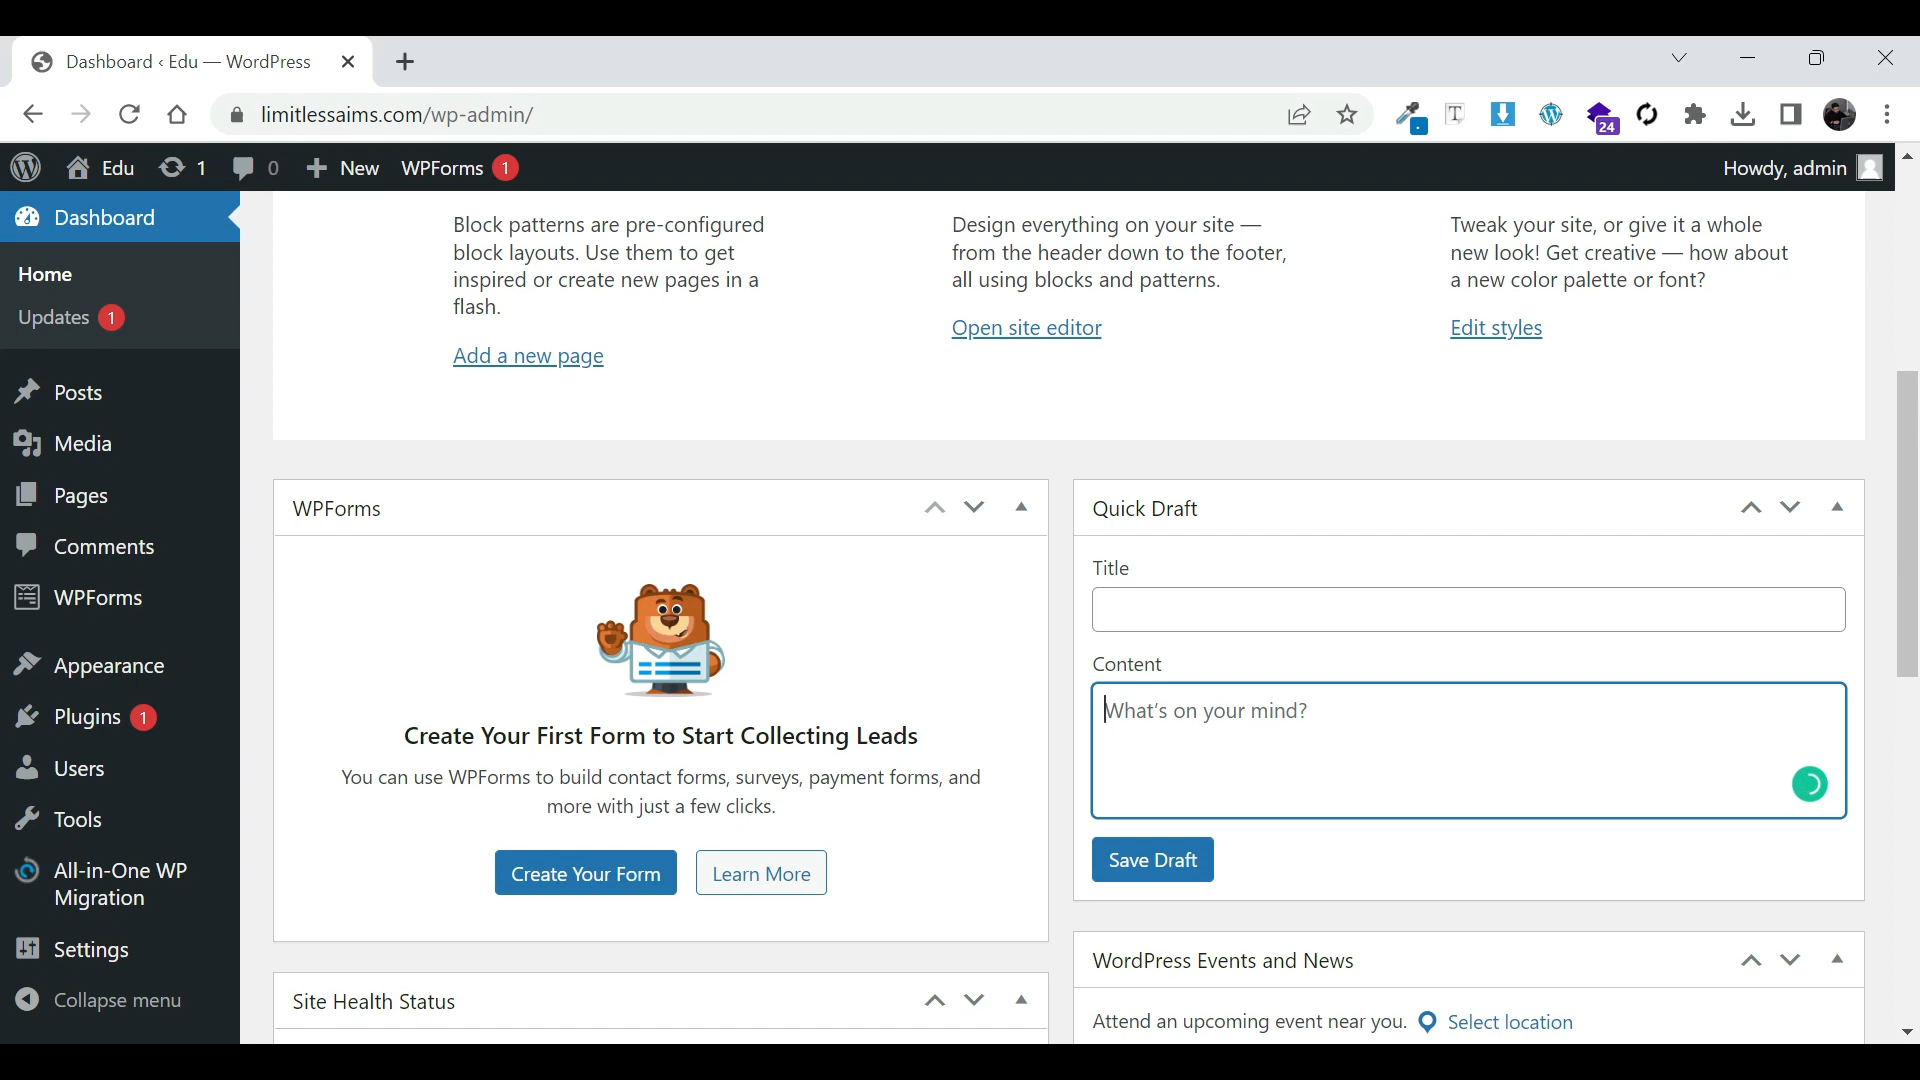 Dashboard ‹ Edu — WordPress
limitlessaims.com/wp-admin/
24
Edu 1 0 New WPForms 1 Howdy, admin
Dashboard
Home
Updates 1
Posts
Media
Pages
Comments
WPForms
Appearance
Plugins 1
Users
Tools
All-in-One WP
Migration
Settings
Collapse menu
Block patterns are pre-configured
block layouts. Use them to get
inspired or create new pages in a
flash.
Add a new page
Design everything on your site —
from the header down to the footer,
all using blocks and patterns.
Open site editor
Tweak your site, or give it a whole
new look! Get creative — how about
a new color palette or font?
Edit styles
WPForms
Create Your First Form to Start Collecting Leads
You can use WPForms to build contact forms, surveys, payment forms, and
more with just a few clicks.
Create Your Form Learn More
Site Health Status
Quick Draft
Title
Content
What's on your mind?
Save Draft
WordPress Events and News
Attend an upcoming event near you. Select location